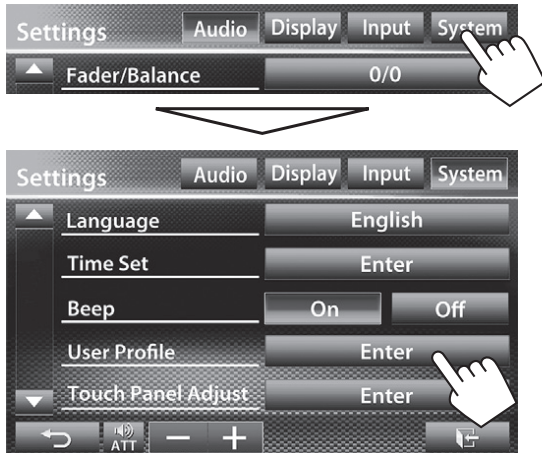 Settings Audio Display Input System
Fader/Balance 0/0
Settings Audio Display Input System
Language English
Time Set Enter
Beep On Off
User Profile Enter
Touch Panel Adjust Enter
ATT − +